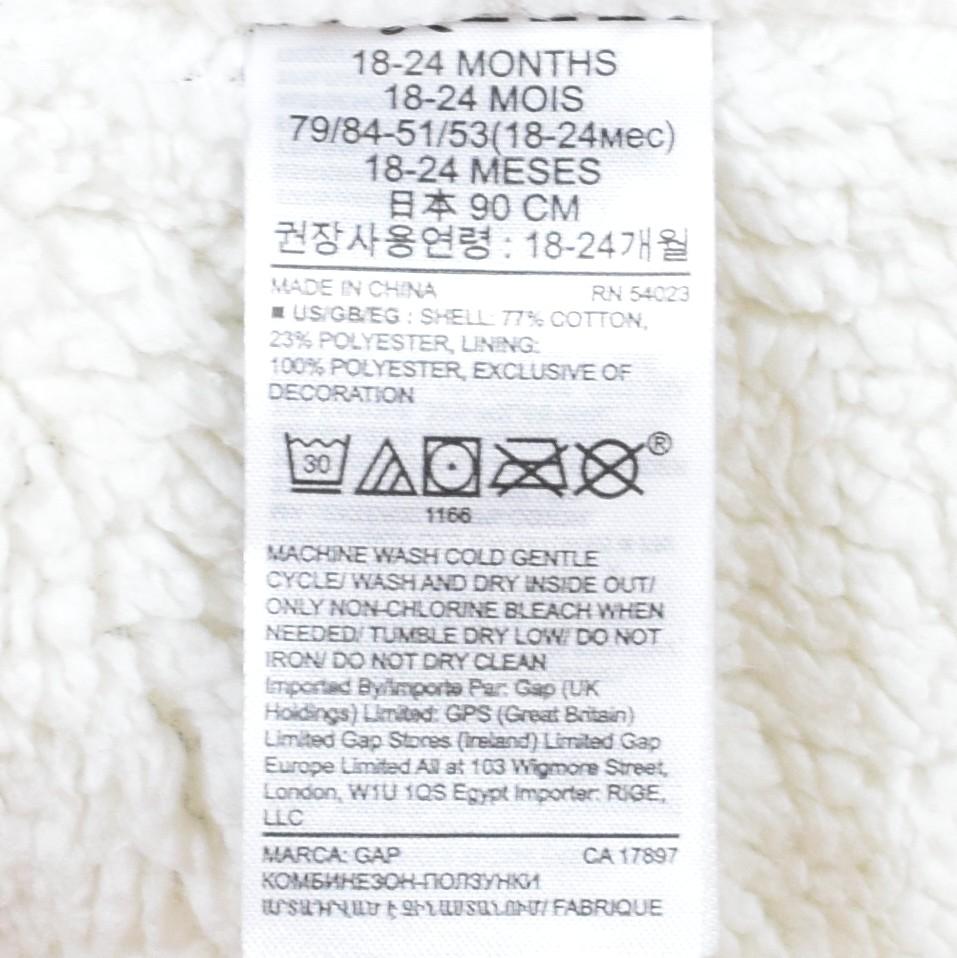 18-24 MONTHS
18-24 MOIS
79/84-51/53(18-24мес)
18-24 MESES
日本 90 CM
권장사용연령 : 18-24개월
MADE IN CHINA RN 54023
■ US/GB/EG : SHELL: 77% COTTON,
23% POLYESTER, LINING:
100% POLYESTER, EXCLUSIVE OF
DECORATION
30 ®
1166
MACHINE WASH COLD GENTLE
CYCLE/ WASH AND DRY INSIDE OUT/
ONLY NON-CHLORINE BLEACH WHEN
NEEDED/ TUMBLE DRY LOW/ DO NOT
IRON/ DO NOT DRY CLEAN
Imported By/Importe Par: Gap (UK
Holdings) Limited: GPS (Great Britain)
Limited Gap Stores (Ireland) Limited Gap
Europe Limited All at 103 Wigmore Street,
London, W1U 1QS Egypt Importer: RIGE,
LLC
MARCA: GAP CA 17897
КОМБИНЕЗОН-ПОЛЗУНКИ
ԱՐՏԱԴՐՎԱԾ Է ՉԻՆԱՍՏԱՆՈՒՄ/ FABRIQUE